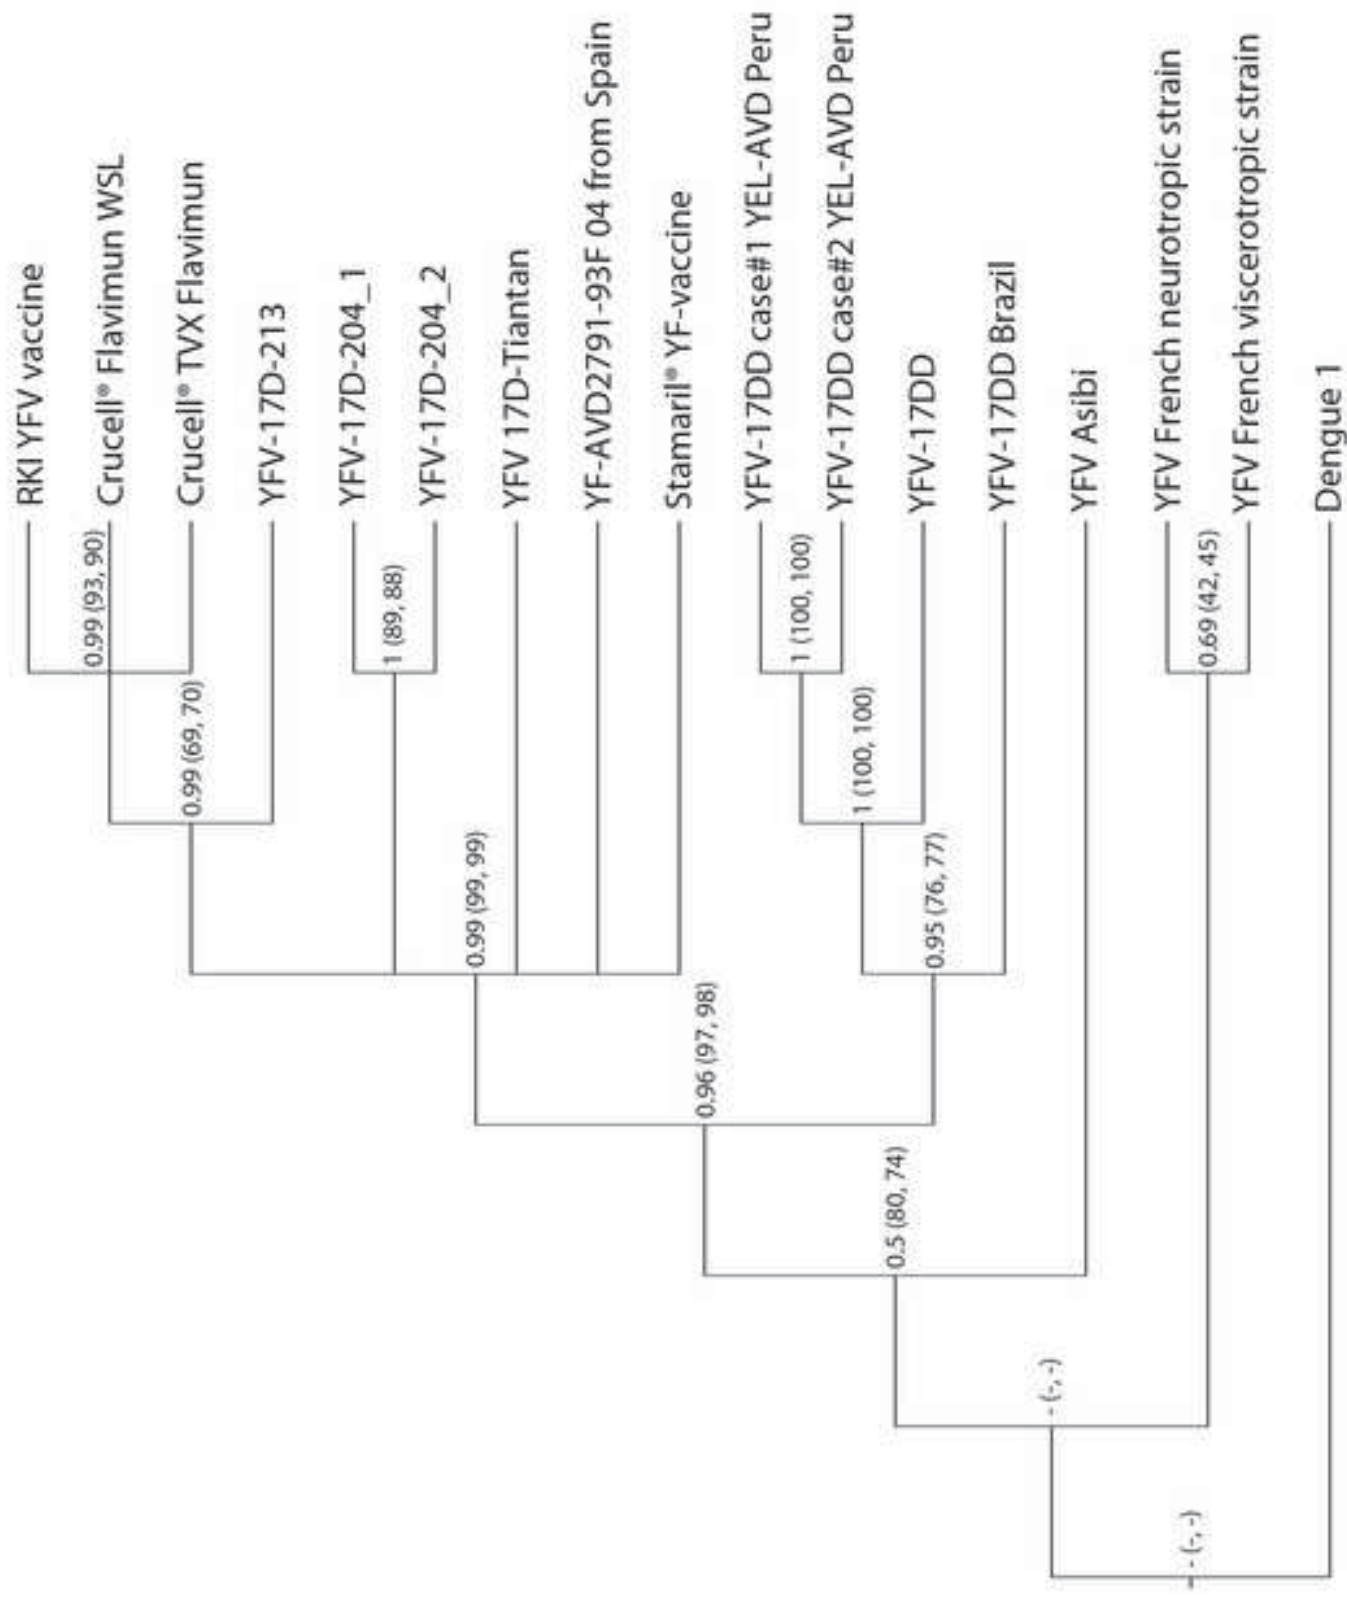 RKI YFV vaccine
Crucell® Flavimun WSL
Crucell® TVX Flavimun
YFV-17D-213
YFV-17D-204_1
YFV-17D-204_2
YFV 17D-Tiantan
YF-AVD2791-93F 04 from Spain
Stamaril® YF-vaccine
YFV-17DD case#1 YEL-AVD Peru
YFV-17DD case#2 YEL-AVD Peru
YFV-17DD
YFV-17DD Brazil
YFV Asibi
YFV French neurotropic strain
YFV French viscerotropic strain
Dengue 1
0.99 (93, 90)
0.99 (69, 70)
1 (89, 88)
0.99 (99, 99)
0.96 (97, 98)
1 (100, 100)
1 (100, 100)
0.95 (76, 77)
0.5 (80, 74)
0.69 (42, 45)
- (-, -)
- (-, -)